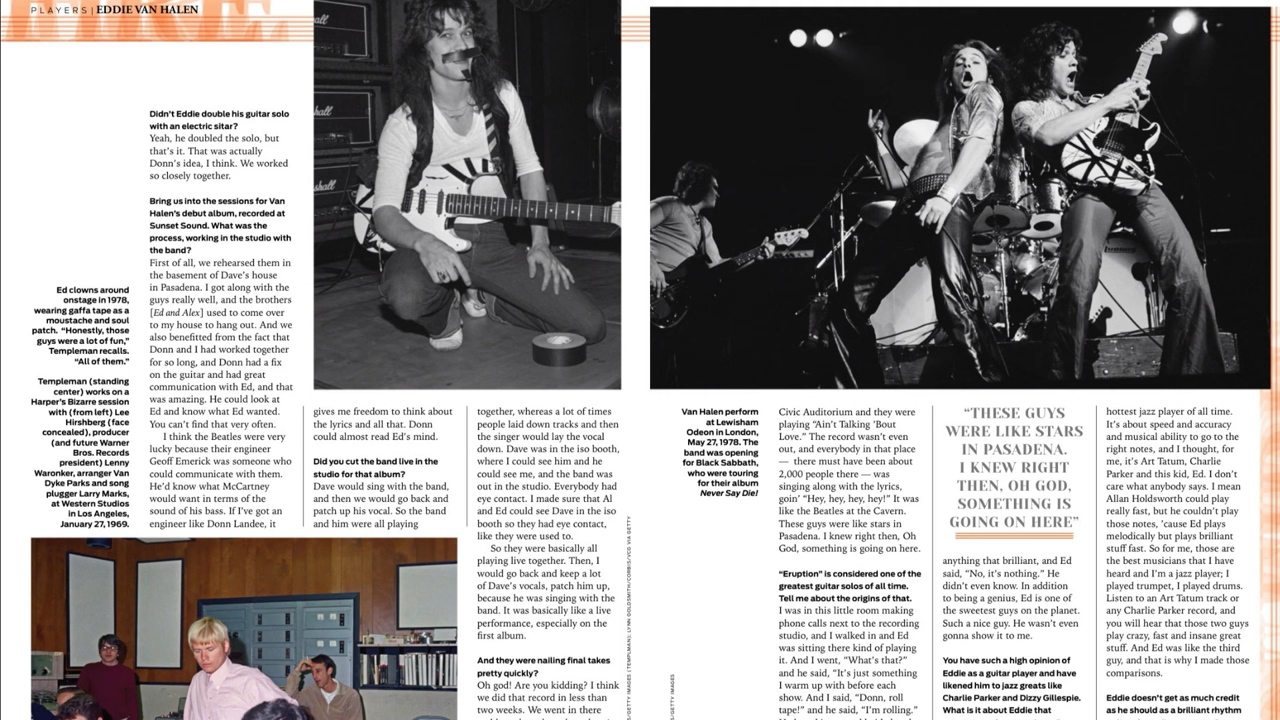 PLAYERS | EDDIE VAN HALEN
Didn't Eddie double his guitar solo
with an electric sitar?
Yeah, he doubled the solo, but
that's it. That was actually
Donn's idea, I think. We worked
so closely together.
Bring us into the sessions for Van
Halen's debut album, recorded at
Sunset Sound. What was the
process, working in the studio with
the band?
First of all, we rehearsed them in
the basement of Dave's house
in Pasadena. I got along with the
guys really well, and the brothers
[Ed and Alex] used to come over
to my house to hang out. And we
also benefitted from the fact that
Donn and I had worked together
for so long, and Donn had a fix
on the guitar and had great
communication with Ed, and that
was amazing. He could look at
Ed and know what Ed wanted.
You can't find that very often.
I think the Beatles were very
lucky because their engineer
Geoff Emerick was someone who
could communicate with them.
He'd know what McCartney
would want in terms of the
sound of his bass. If I've got an
engineer like Donn Landee, it
Ed clowns around
onstage in 1978,
wearing gaffa tape as a
moustache and soul
patch. "Honestly, those
guys were a lot of fun,"
Templeman recalls.
"All of them."
Templeman (standing
center) works on a
Harper's Bizarre session
with (from left) Lee
Hirshberg (face
concealed), producer
(and future Warner
Bros. Records
president) Lenny
Waronker, arranger Van
Dyke Parks and song
plugger Larry Marks,
at Western Studios
in Los Angeles,
January 27, 1969.
Marshall
gives me freedom to think about
the lyrics and all that. Donn
could almost read Ed's mind.
Did you cut the band live in the
studio for that album?
Dave would sing with the band,
and then we would go back and
patch up his vocal. So the band
and him were all playing
together, whereas a lot of times
people laid down tracks and then
the singer would lay the vocal
down. Dave was in the iso booth,
where I could see him and he
could see me, and the band was
out in the studio. Everybody had
eye contact. I made sure that Al
and Ed could see Dave in the iso
booth so they had eye contact,
like they were used to.
So they were basically all
playing live together. Then, I
would go back and keep a lot
of Dave's vocals, patch him up,
because he was singing with the
band. It was basically like a live
performance, especially on the
first album.
And they were nailing final takes
pretty quickly?
Oh god! Are you kidding? I think
we did that record in less than
two weeks. We went in there
GETTY IMAGES (TEMPLMAN); LYNN GOLDSMITH/CORBIS/VCG VIA GETTY
GETTY IMAGES
Van Halen perform
at Lewisham
Odeon in London,
May 27, 1978. The
band was opening
for Black Sabbath,
who were touring
for their album
Never Say Die!
Civic Auditorium and they were
playing "Ain't Talking 'Bout
Love." The record wasn't even
out, and everybody in that place
— there must have been about
2,000 people there — was
singing along with the lyrics,
goin' "Hey, hey, hey, hey!" It was
like the Beatles at the Cavern.
These guys were like stars in
Pasadena. I knew right then, Oh
God, something is going on here.
"Eruption" is considered one of the
greatest guitar solos of all time.
Tell me about the origins of that.
I was in this little room making
phone calls next to the recording
studio, and I walked in and Ed
was sitting there kind of playing
it. And I went, "What's that?"
and he said, "It's just something
I warm up with before each
show. And I said, "Donn, roll
tape!" and he said, "I'm rolling."
"THESE GUYS
WERE LIKE STARS
IN PASADENA.
I KNEW RIGHT
THEN, OH GOD,
SOMETHING IS
GOING ON HERE"
anything that brilliant, and Ed
said, "No, it's nothing." He
didn't even know. In addition
to being a genius, Ed is one of
the sweetest guys on the planet.
Such a nice guy. He wasn't even
gonna show it to me.
You have such a high opinion of
Eddie as a guitar player and have
likened him to jazz greats like
Charlie Parker and Dizzy Gillespie.
What is it about Eddie that
hottest jazz player of all time.
It's about speed and accuracy
and musical ability to go to the
right notes, and I thought, for
me, it's Art Tatum, Charlie
Parker and this kid, Ed. I don't
care what anybody says. I mean
Allan Holdsworth could play
really fast, but he couldn't play
those notes, 'cause Ed plays
melodically but plays brilliant
stuff fast. So for me, those are
the best musicians that I have
heard and I'm a jazz player; I
played trumpet, I played drums.
Listen to an Art Tatum track or
any Charlie Parker record, and
you will hear that those two guys
play crazy, fast and insane great
stuff. And Ed was like the third
guy, and that is why I made those
comparisons.
Eddie doesn't get as much credit
as he should as a brilliant rhythm